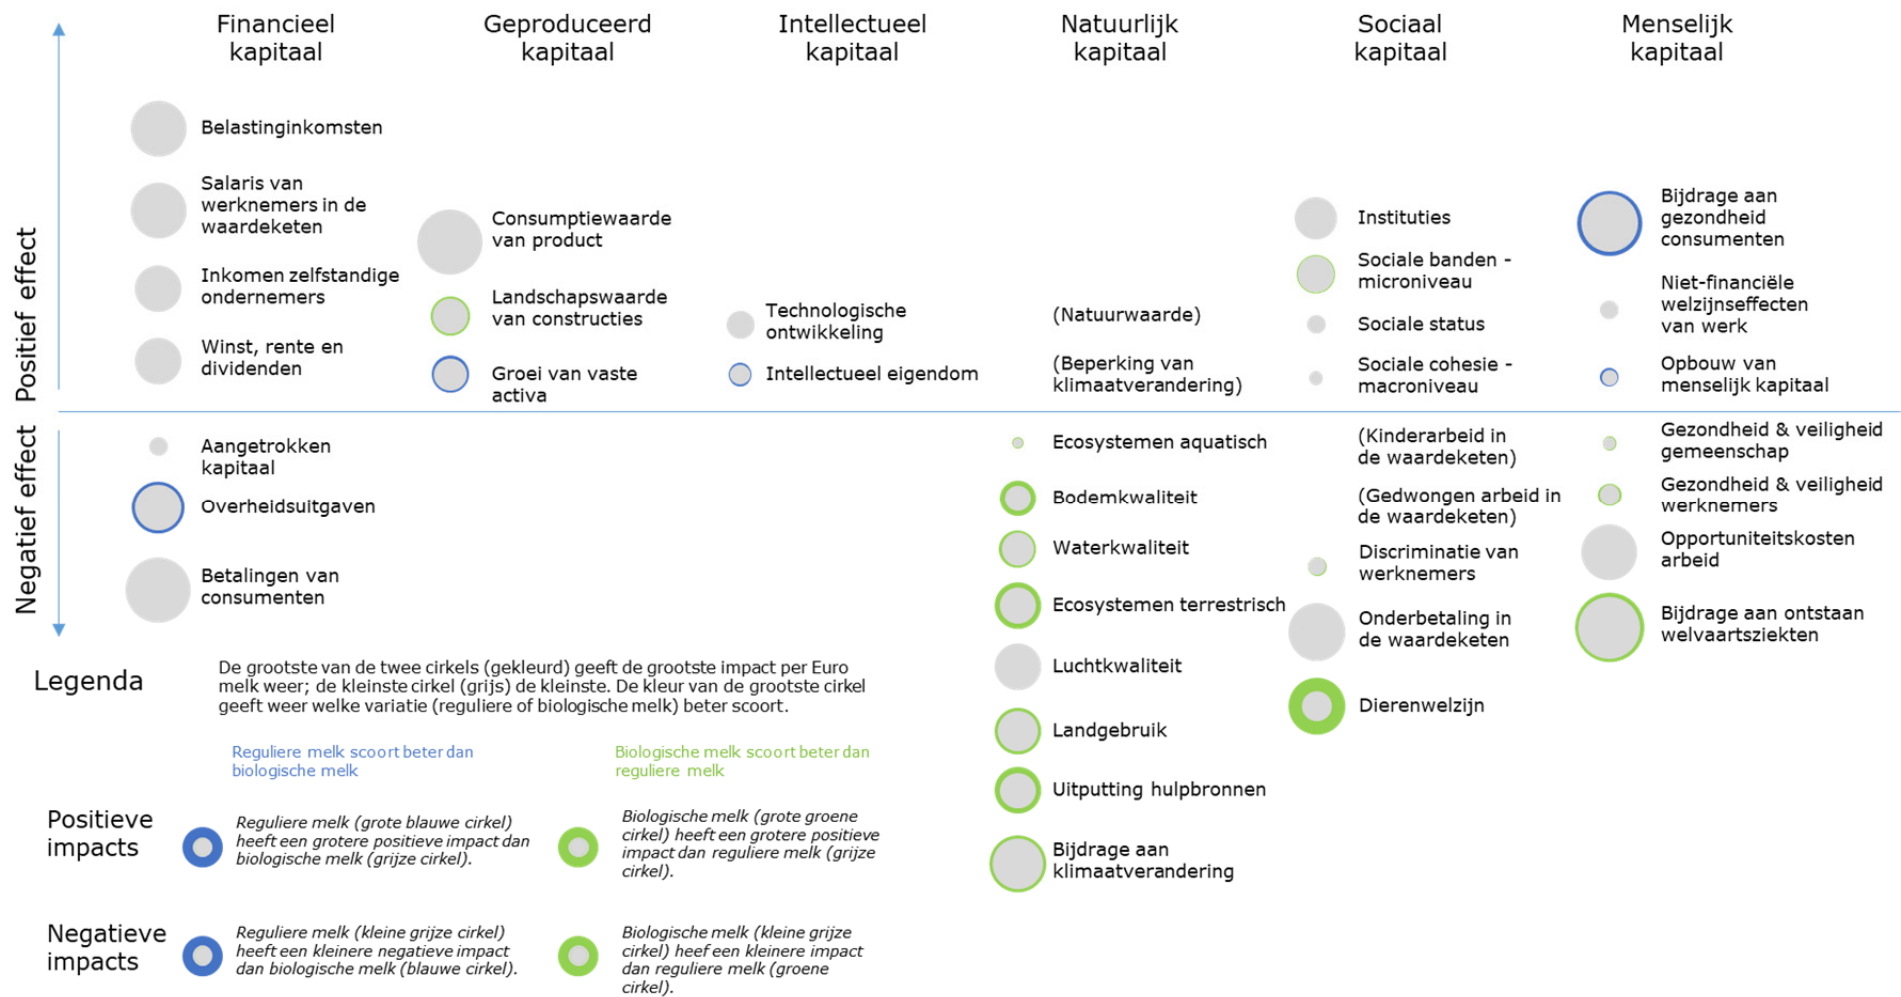 Financieel
kapitaal
Geproduceerd
kapitaal
Intellectueel
kapitaal
Natuurlijk
kapitaal
Sociaal
kapitaal
Menselijk
kapitaal
Positief effect
Belastinginkomsten
Salaris van
werknemers in de
waardeketen
Inkomen zelfstandige
ondernemers
Winst, rente en
dividenden
Consumptiewaarde
van product
Landschapswaarde
van constructies
Groei van vaste
activa
Technologische
ontwikkeling
Intellectueel eigendom
(Natuurwaarde)
(Beperking van
klimaatverandering)
Instituties
Sociale banden -
microniveau
Sociale status
Sociale cohesie -
macroniveau
Bijdrage aan
gezondheid
consumenten
Niet-financiële
welzijnseffecten
van werk
Opbouw van
menselijk kapitaal
Negatief effect
Aangetrokken
kapitaal
Overheidsuitgaven
Betalingen van
consumenten
Ecosystemen aquatisch
Bodemkwaliteit
Waterkwaliteit
Ecosystemen terrestrisch
Luchtkwaliteit
Landgebruik
Uitputting hulpbronnen
Bijdrage aan
klimaatverandering
(Kinderarbeid in
de waardeketen)
(Gedwongen arbeid in
de waardeketen)
Discriminatie van
werknemers
Onderbetaling in
de waardeketen
Dierenwelzijn
Gezondheid & veiligheid
gemeenschap
Gezondheid & veiligheid
werknemers
Opportuniteitskosten
arbeid
Bijdrage aan ontstaan
welvaartsziekten
Legenda
De grootste van de twee cirkels (gekleurd) geeft de grootste impact per Euro
melk weer; de kleinste cirkel (grijs) de kleinste. De kleur van de grootste cirkel
geeft weer welke variatie (reguliere of biologische melk) beter scoort.
Reguliere melk scoort beter dan
biologische melk
Biologische melk scoort beter dan
reguliere melk
Positieve
impacts
Reguliere melk (grote blauwe cirkel)
heeft een grotere positieve impact dan
biologische melk (grijze cirkel).
Biologische melk (grote groene
cirkel) heeft een grotere positieve
impact dan reguliere melk (grijze
cirkel).
Negatieve
impacts
Reguliere melk (kleine grijze cirkel)
heeft een kleinere negatieve impact
dan biologische melk (blauwe cirkel).
Biologische melk (kleine grijze
cirkel) heef een kleinere impact
dan reguliere melk (groene
cirkel).